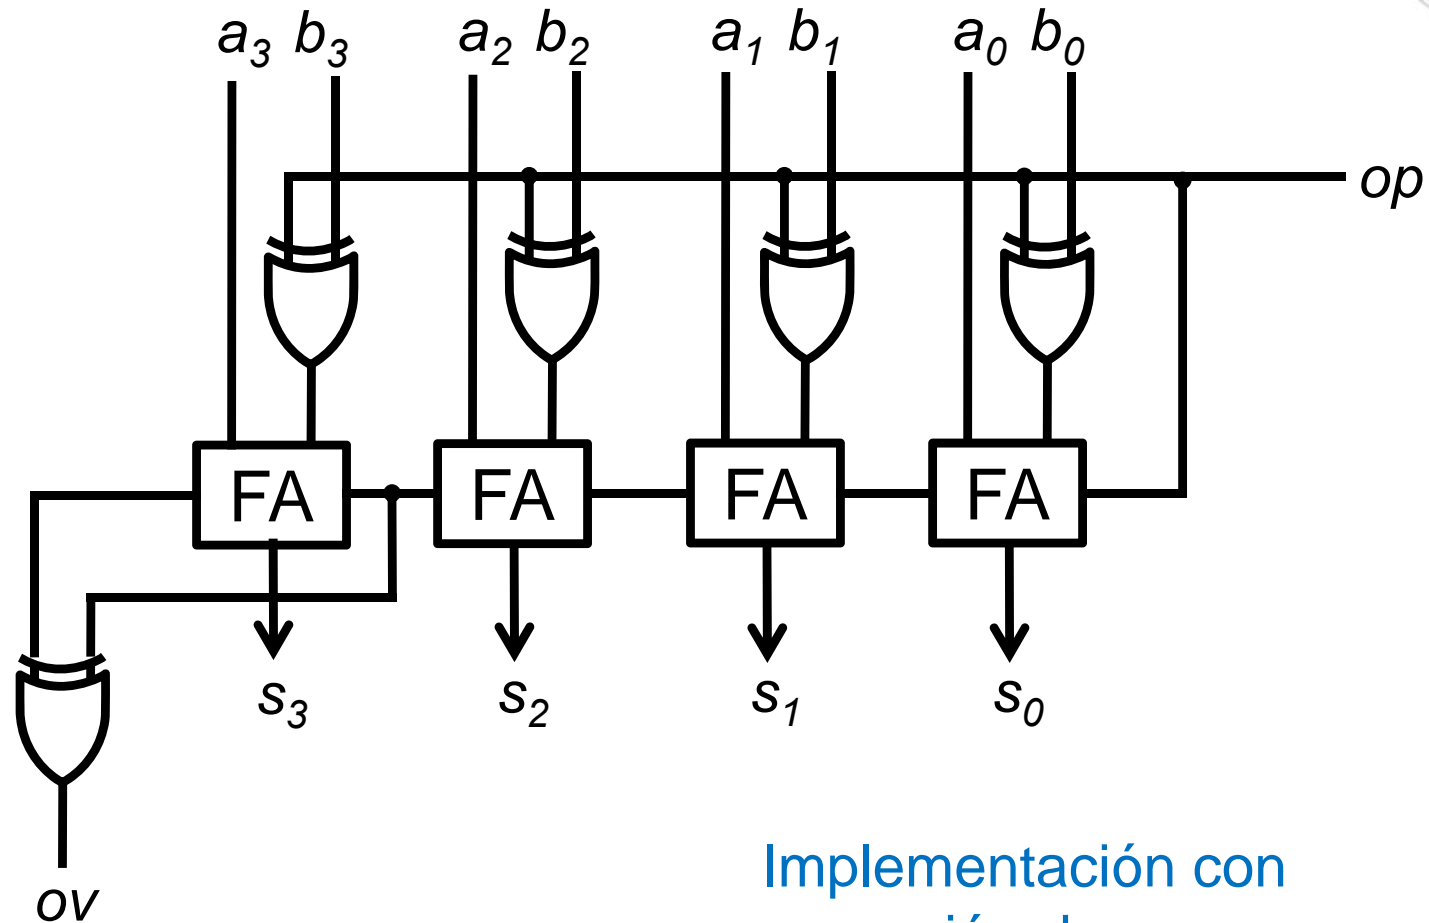 a3 b3 a2 b2 a1 b1 a0 b0
op
FA FA FA FA
s3 s2 s1 s0
ov
Implementación con